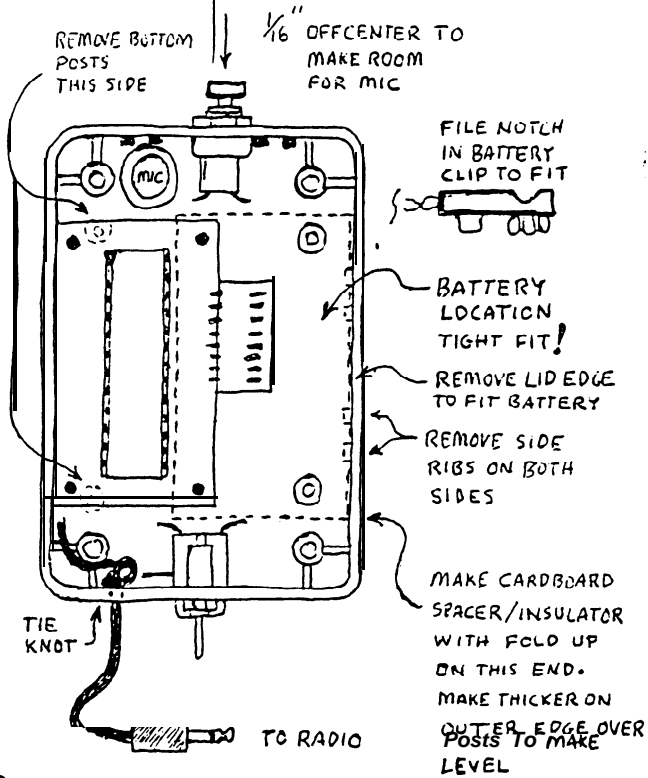 1/16" OFFCENTER TO
MAKE ROOM
FOR MIC
REMOVE BOTTOM
POSTS
THIS SIDE
FILE NOTCH
IN BATTERY
CLIP TO FIT
MIC
BATTERY
LOCATION
TIGHT FIT!
REMOVE LID EDGE
TO FIT BATTERY
REMOVE SIDE
RIBS ON BOTH
SIDES
MAKE CARDBOARD
SPACER/INSULATOR
WITH FOLD UP
ON THIS END.
MAKE THICKER ON
OUTER EDGE OVER
Posts To MAKE
LEVEL
TIE
KNOT
TO RADIO